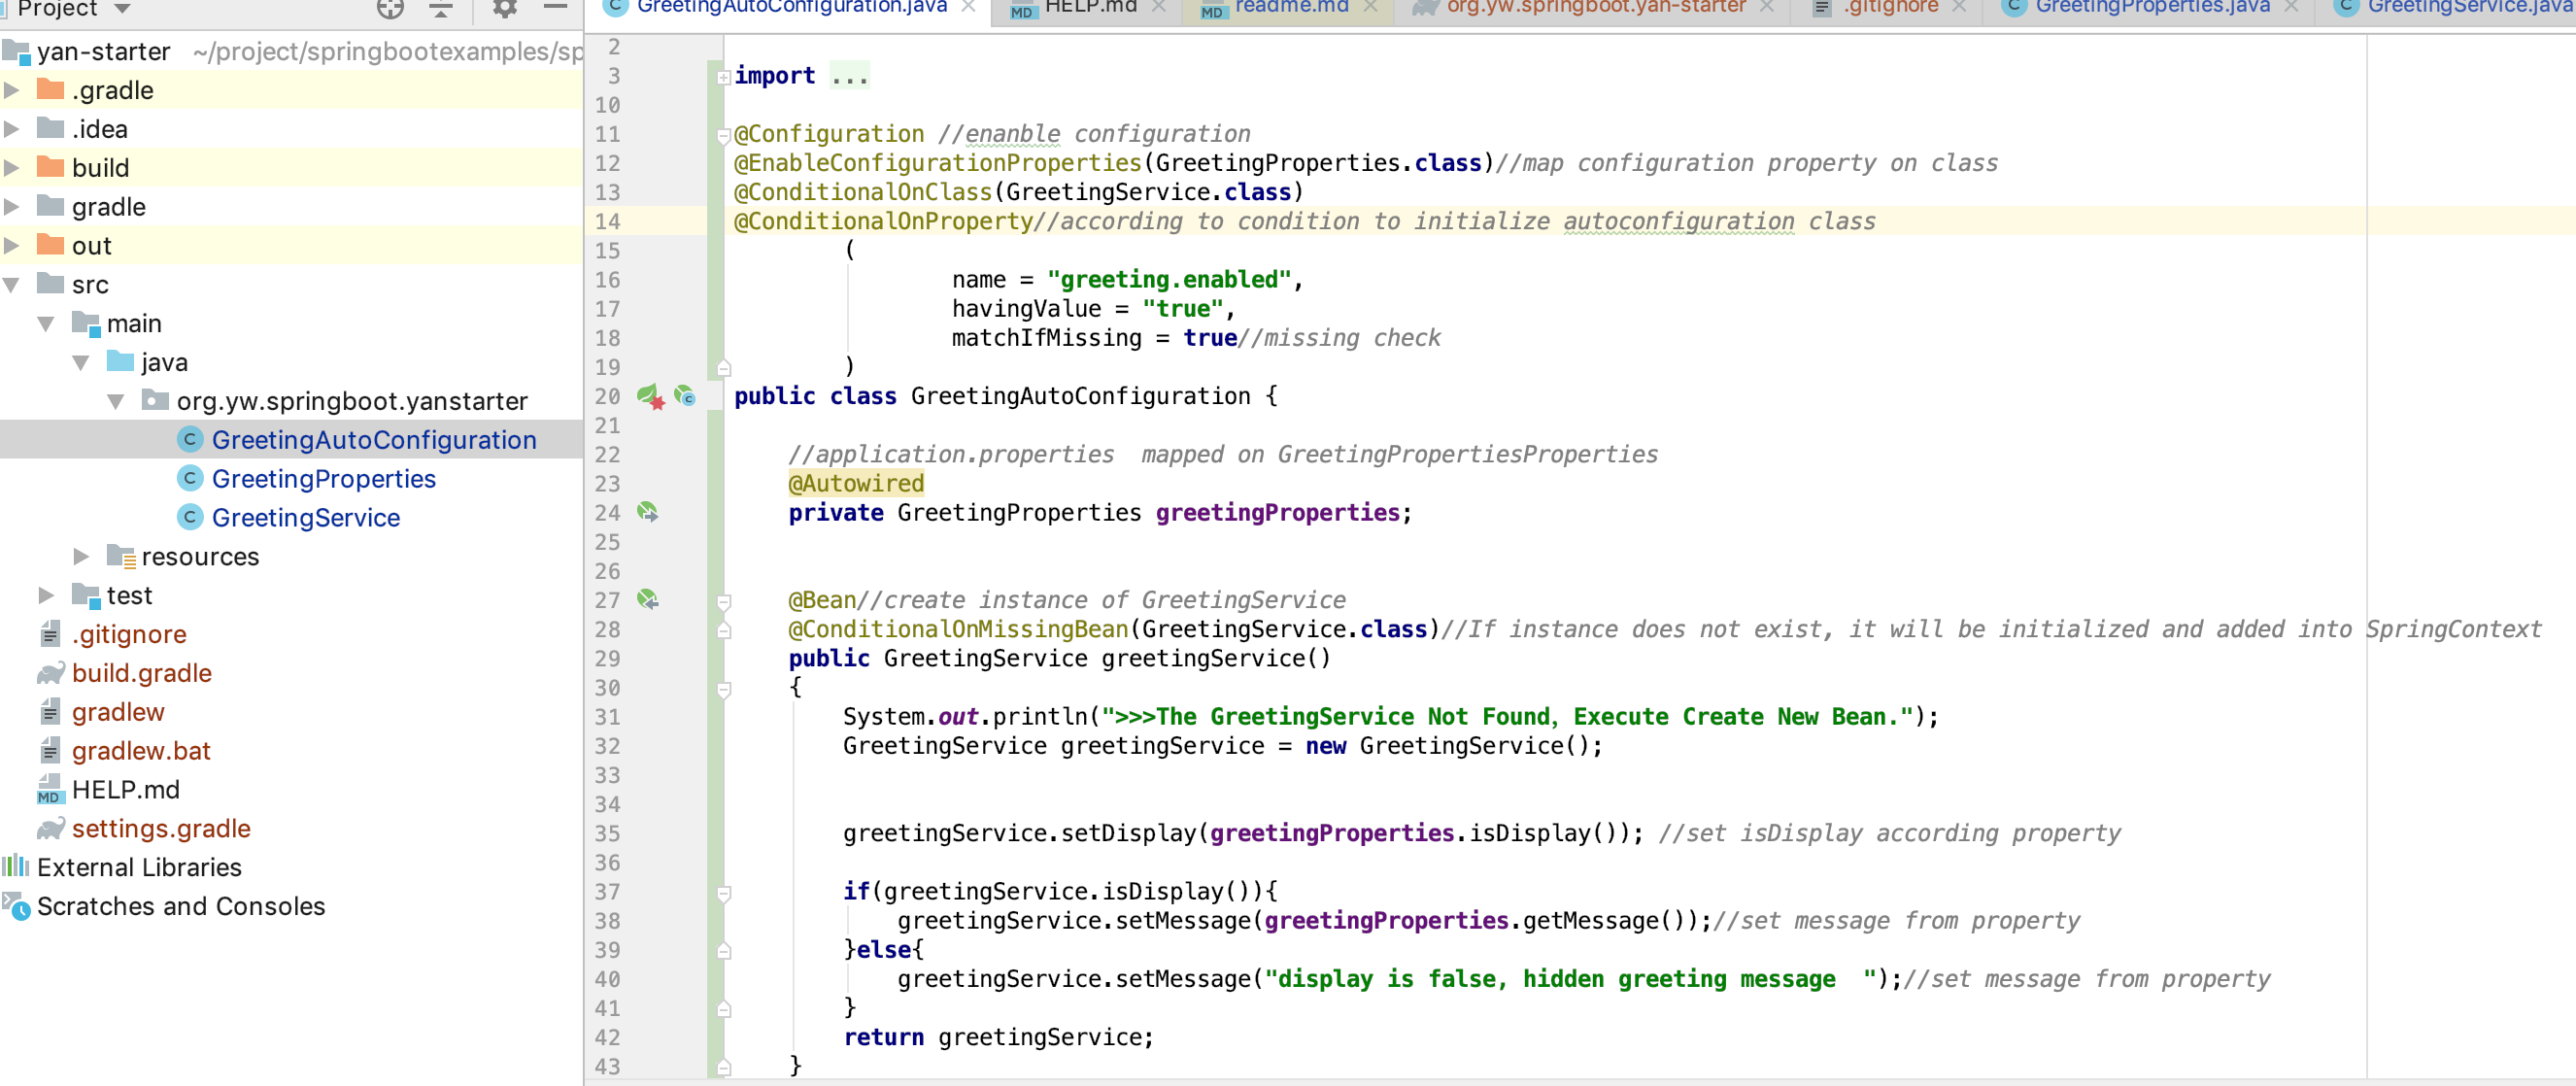 Project
yan-starter ~/project/springbootexamples/sp
.gradle
.idea
build
gradle
out
src
main
java
org.yw.springboot.yanstarter
GreetingAutoConfiguration
GreetingProperties
GreetingService
resources
test
.gitignore
build.gradle
gradlew
gradlew.bat
HELP.md
settings.gradle
External Libraries
Scratches and Consoles
GreetingAutoConfiguration.java HELP.md readme.md org.yw.springboot.yan-starter .gitignore GreetingProperties.java GreetingService.java
2
3 import ...
10
11 @Configuration //enanble configuration
12 @EnableConfigurationProperties(GreetingProperties.class)//map configuration property on class
13 @ConditionalOnClass(GreetingService.class)
14 @ConditionalOnProperty//according to condition to initialize autoconfiguration class
15 (
16 name = "greeting.enabled",
17 havingValue = "true",
18 matchIfMissing = true//missing check
19 )
20 public class GreetingAutoConfiguration {
21
22 //application.properties  mapped on GreetingPropertiesProperties
23 @Autowired
24 private GreetingProperties greetingProperties;
25
26
27 @Bean//create instance of GreetingService
28 @ConditionalOnMissingBean(GreetingService.class)//If instance does not exist, it will be initialized and added into SpringContext
29 public GreetingService greetingService()
30 {
31 System.out.println(">>>The GreetingService Not Found, Execute Create New Bean.");
32 GreetingService greetingService = new GreetingService();
33
34
35 greetingService.setDisplay(greetingProperties.isDisplay()); //set isDisplay according property
36
37 if(greetingService.isDisplay()){
38 greetingService.setMessage(greetingProperties.getMessage());//set message from property
39 }else{
40 greetingService.setMessage("display is false, hidden greeting message  ");//set message from property
41 }
42 return greetingService;
43 }